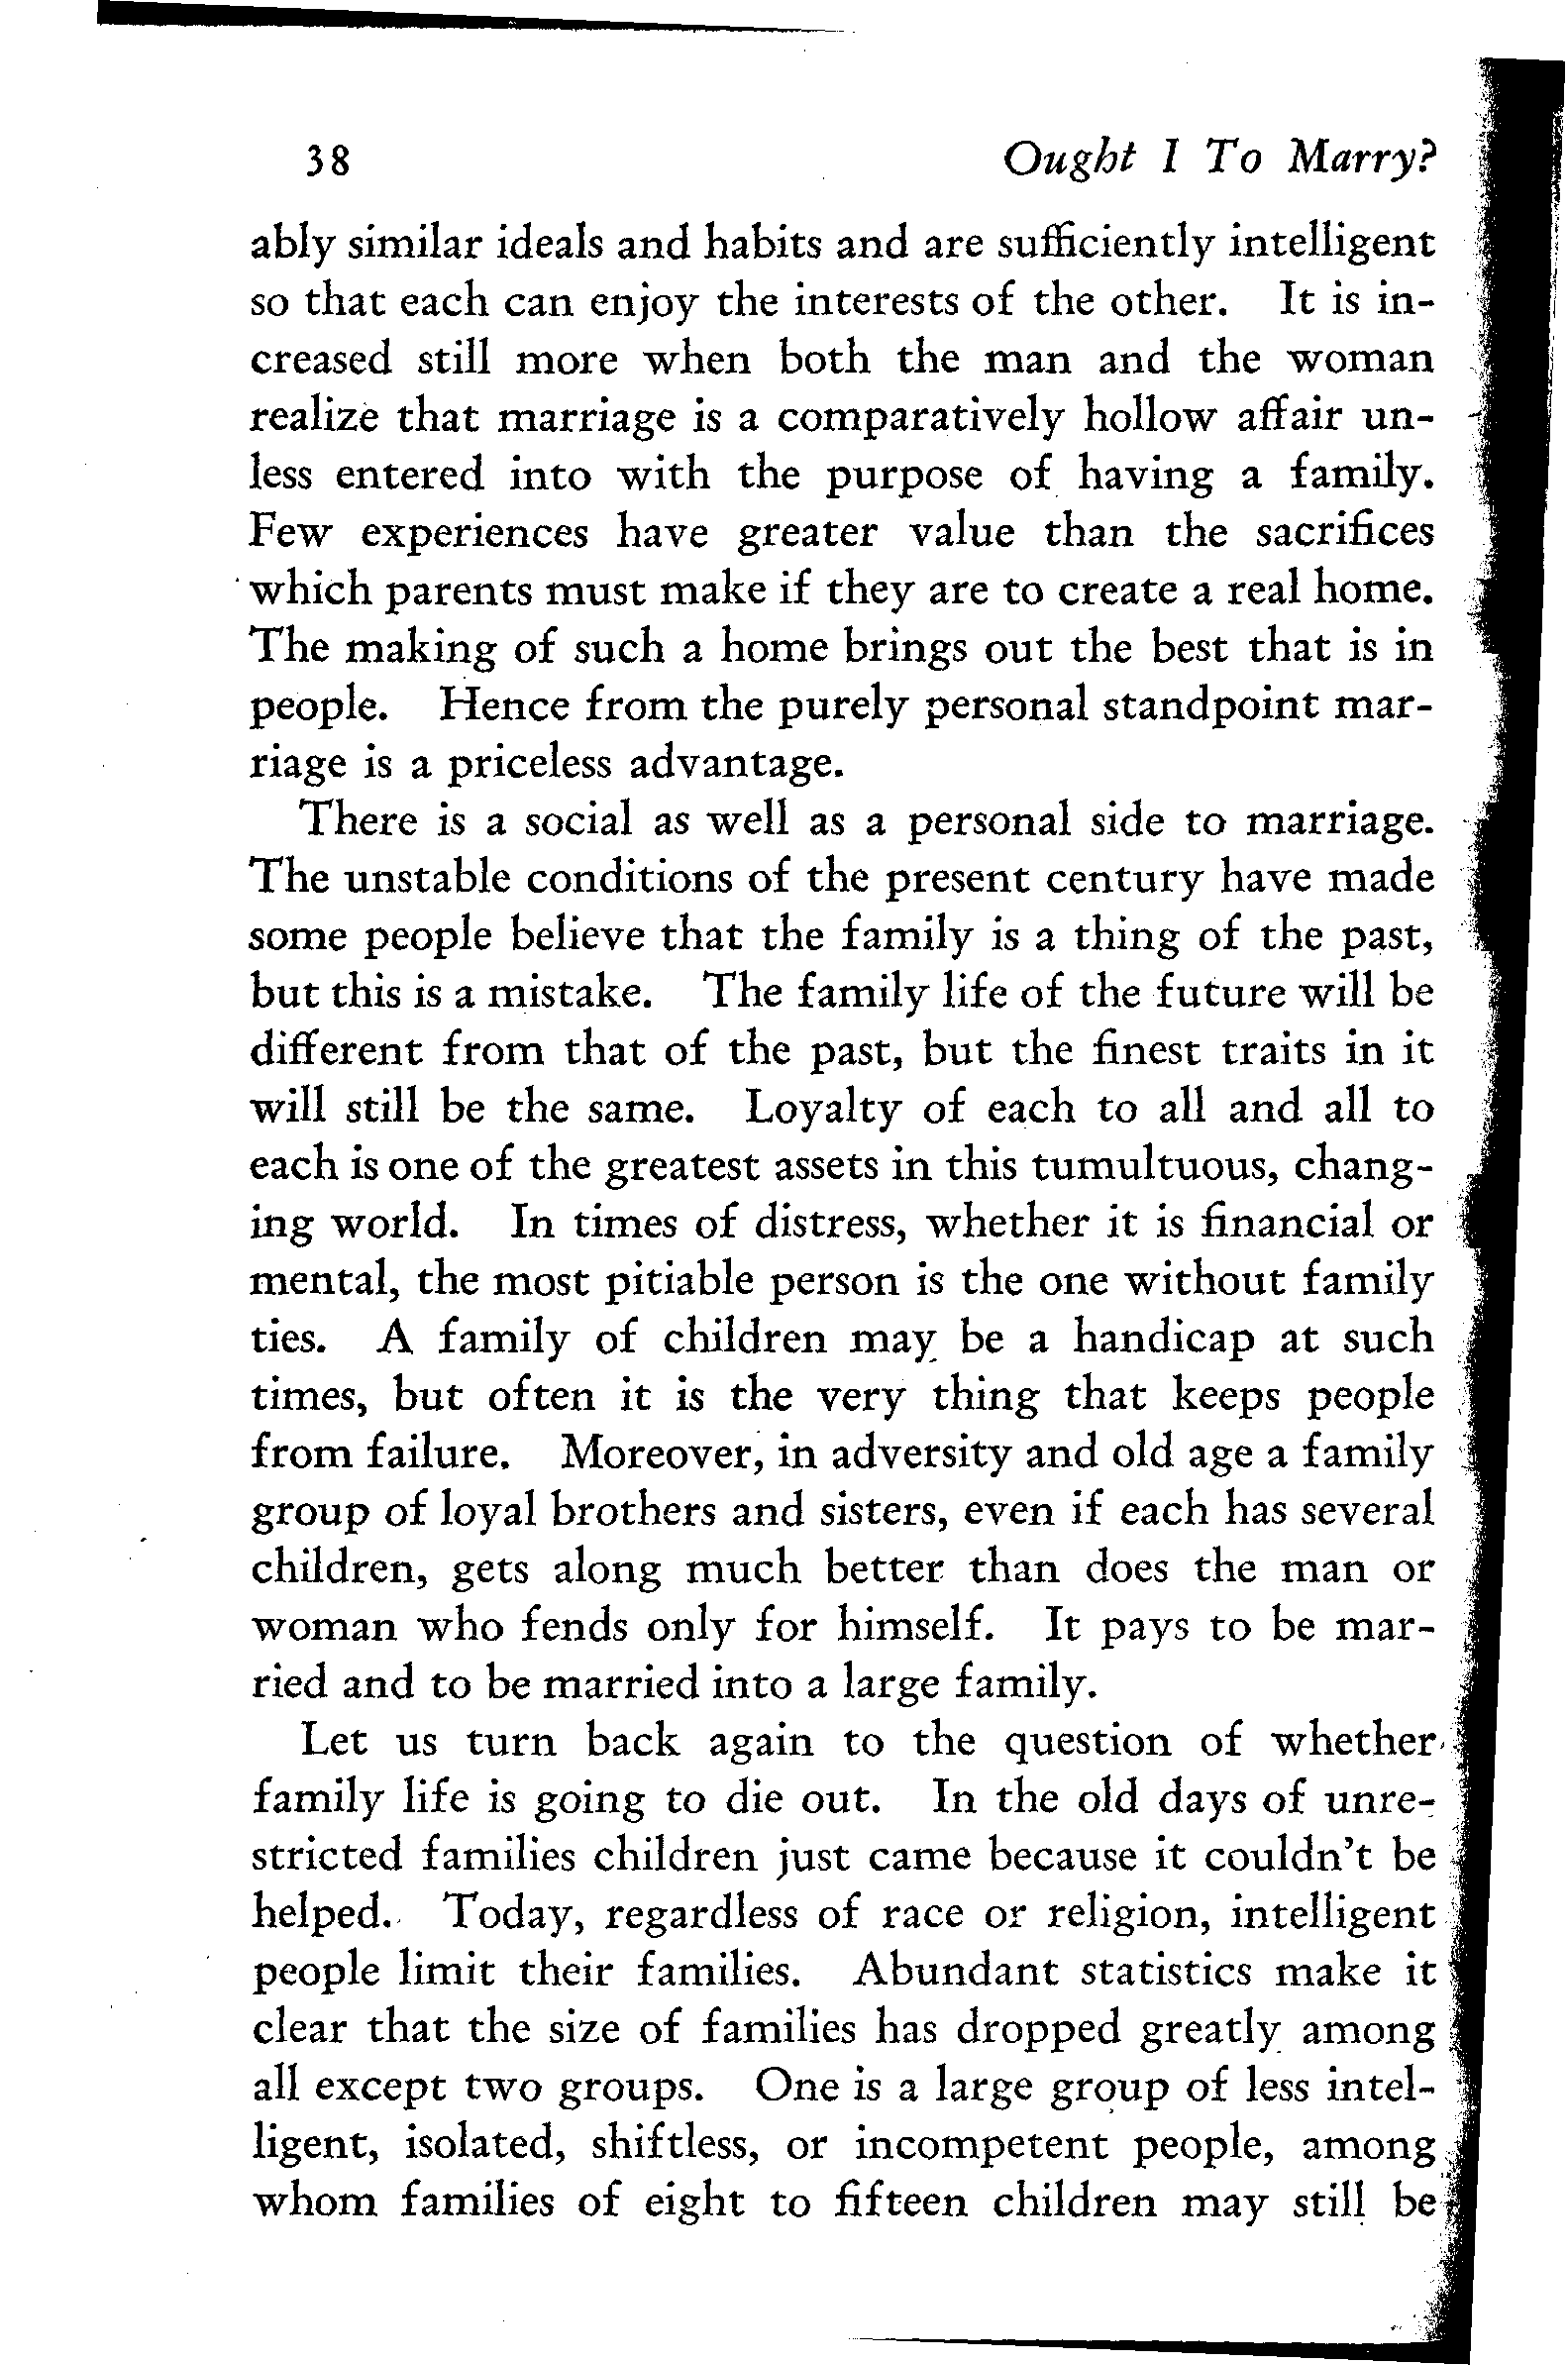 38 Ought I To Marry?
ably similar ideals and habits and are sufficiently intelligent
so that each can enjoy the interests of the other. It is in-
creased still more when both the man and the woman
realize that marriage is a comparatively hollow affair un-
less entered into with the purpose of having a family.
Few experiences have greater value than the sacrifices
which parents must make if they are to create a real home.
The making of such a home brings out the best that is in
people. Hence from the purely personal standpoint mar-
riage is a priceless advantage.
There is a social as well as a personal side to marriage.
The unstable conditions of the present century have made
some people believe that the family is a thing of the past,
but this is a mistake. The family life of the future will be
different from that of the past, but the finest traits in it
will still be the same. Loyalty of each to all and all to
each is one of the greatest assets in this tumultuous, chang-
ing world. In times of distress, whether it is financial or
mental, the most pitiable person is the one without family
ties. A family of children may be a handicap at such
times, but often it is the very thing that keeps people
from failure. Moreover, in adversity and old age a family
group of loyal brothers and sisters, even if each has several
children, gets along much better than does the man or
woman who fends only for himself. It pays to be mar-
ried and to be married into a large family.
Let us turn back again to the question of whether
family life is going to die out. In the old days of unre-
stricted families children just came because it couldn't be
helped. Today, regardless of race or religion, intelligent
people limit their families. Abundant statistics make it
clear that the size of families has dropped greatly among
all except two groups. One is a large group of less intel-
ligent, isolated, shiftless, or incompetent people, among
whom families of eight to fifteen children may still be